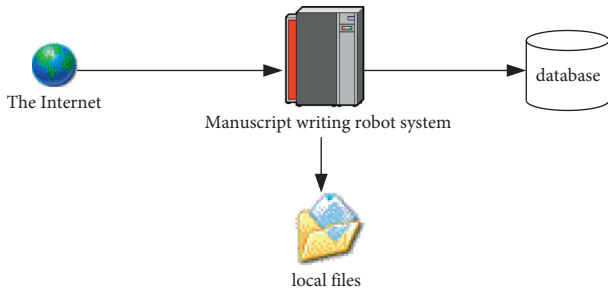 The Internet
Manuscript writing robot system
database
local files